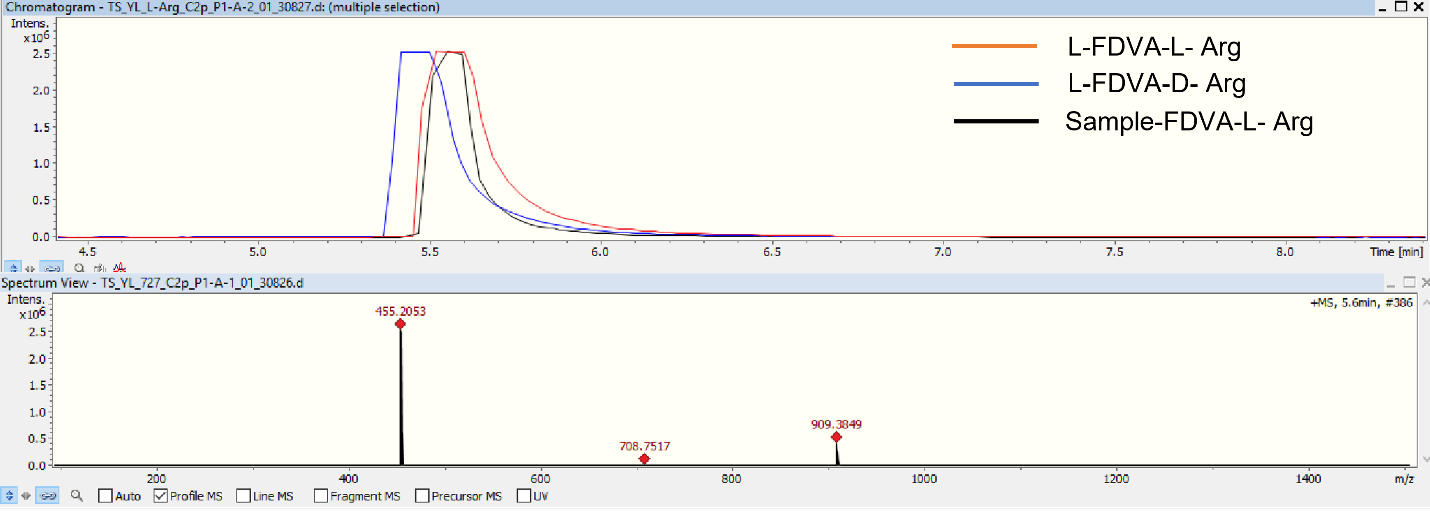 Chromatogram - TS_YL_L-Arg_C2p_P1-A-2_01_30827.d: (multiple selection)
Intens.
x10⁶
2.5
2.0
1.5
1.0
0.5
0.0
L-FDVA-L- Arg
L-FDVA-D- Arg
Sample-FDVA-L- Arg
4.5 5.0 5.5 6.0 6.5 7.0 7.5 8.0 Time [min]
Spectrum View - TS_YL_727_C2p_P1-A-1_01_30826.d
Intens.
x10⁶
2.5
2.0
1.5
1.0
0.5
0.0
+MS, 5.6min, #386
455.2053
708.7517
909.3849
200 400 600 800 1000 1200 1400 m/z
Auto Profile MS Line MS Fragment MS Precursor MS UV